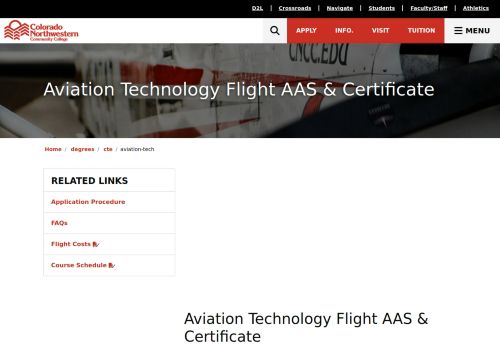 D2L | Crossroads | Navigate | Students | Faculty/Staff | Athletics
Colorado
Northwestern
Community College
APPLY INFO. VISIT TUITION MENU
CNCC.EDU
Aviation Technology Flight AAS & Certificate
Home / degrees / cte / aviation-tech
RELATED LINKS
Application Procedure
FAQs
Flight Costs
Course Schedule
Aviation Technology Flight AAS &
Certificate